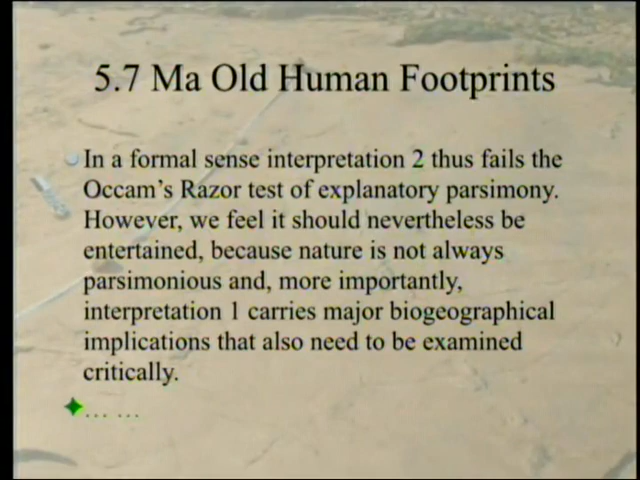 5.7 Ma Old Human Footprints
In a formal sense interpretation 2 thus fails the
Occam's Razor test of explanatory parsimony.
However, we feel it should nevertheless be
entertained, because nature is not always
parsimonious and, more importantly,
interpretation 1 carries major biogeographical
implications that also need to be examined
critically.
... ...